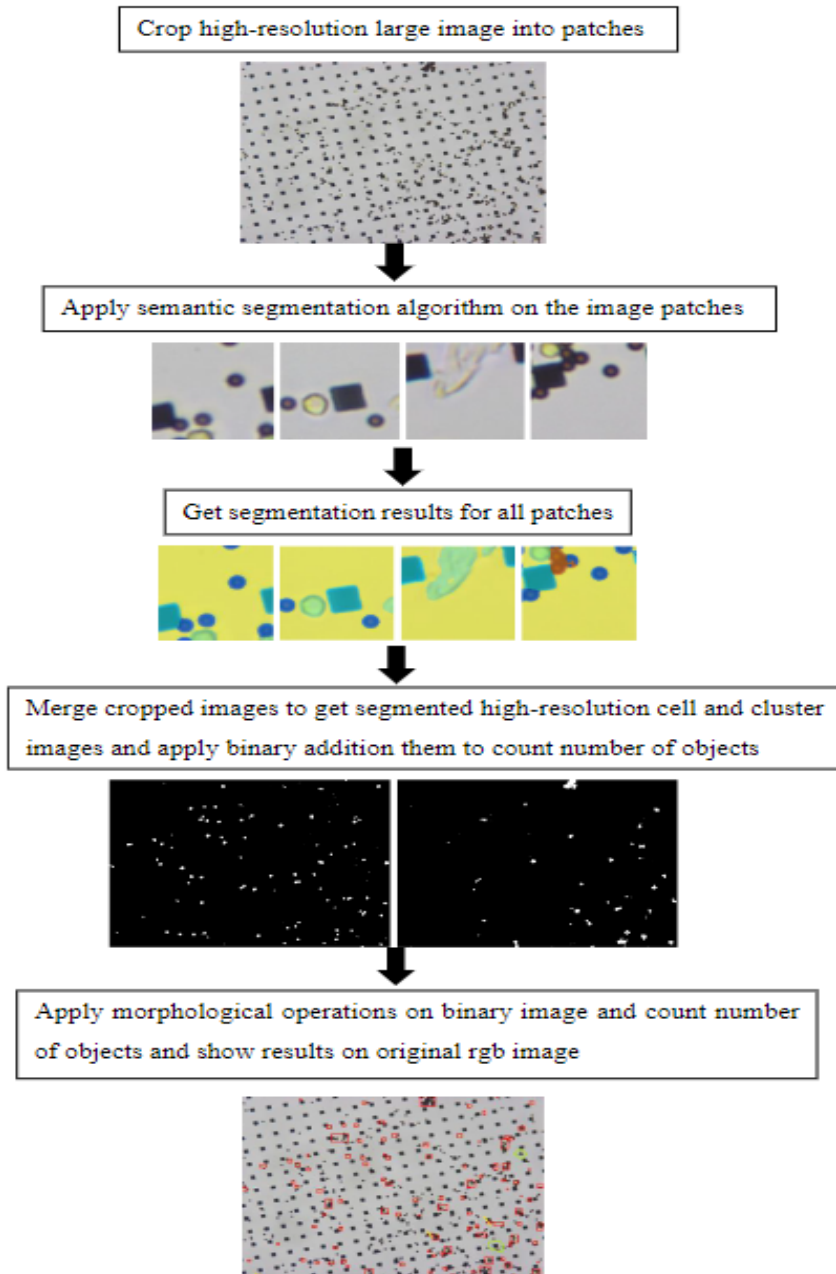 Crop high-resolution large image into patches
Apply semantic segmentation algorithm on the image patches
Get segmentation results for all patches
Merge cropped images to get segmented high-resolution cell and cluster
images and apply binary addition them to count number of objects
Apply morphological operations on binary image and count number
of objects and show results on original rgb image